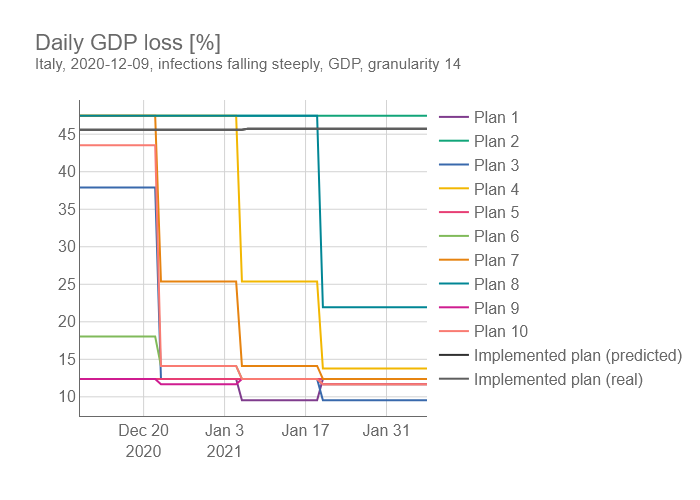 Daily GDP loss [%]
Italy, 2020-12-09, infections falling steeply, GDP, granularity 14
45
40
35
30
25
20
15
10
Dec 20
2020
Jan 3
2021
Jan 17
Jan 31
Plan 1
Plan 2
Plan 3
Plan 4
Plan 5
Plan 6
Plan 7
Plan 8
Plan 9
Plan 10
Implemented plan (predicted)
Implemented plan (real)